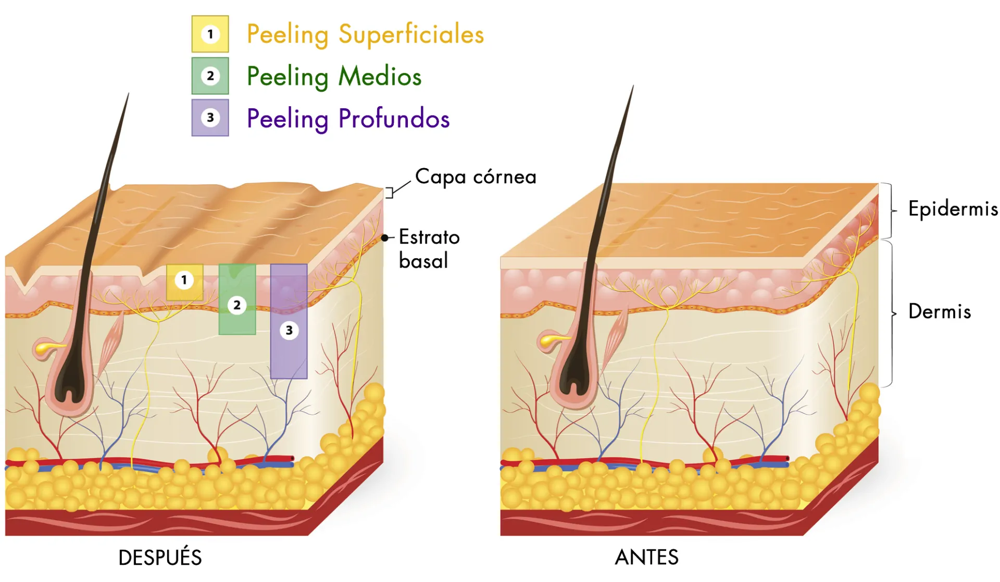 1 Peeling Superficiales
2 Peeling Medios
3 Peeling Profundos
Capa córnea
Estrato
basal
1
2
3
Epidermis
Dermis
DESPUÉS
ANTES